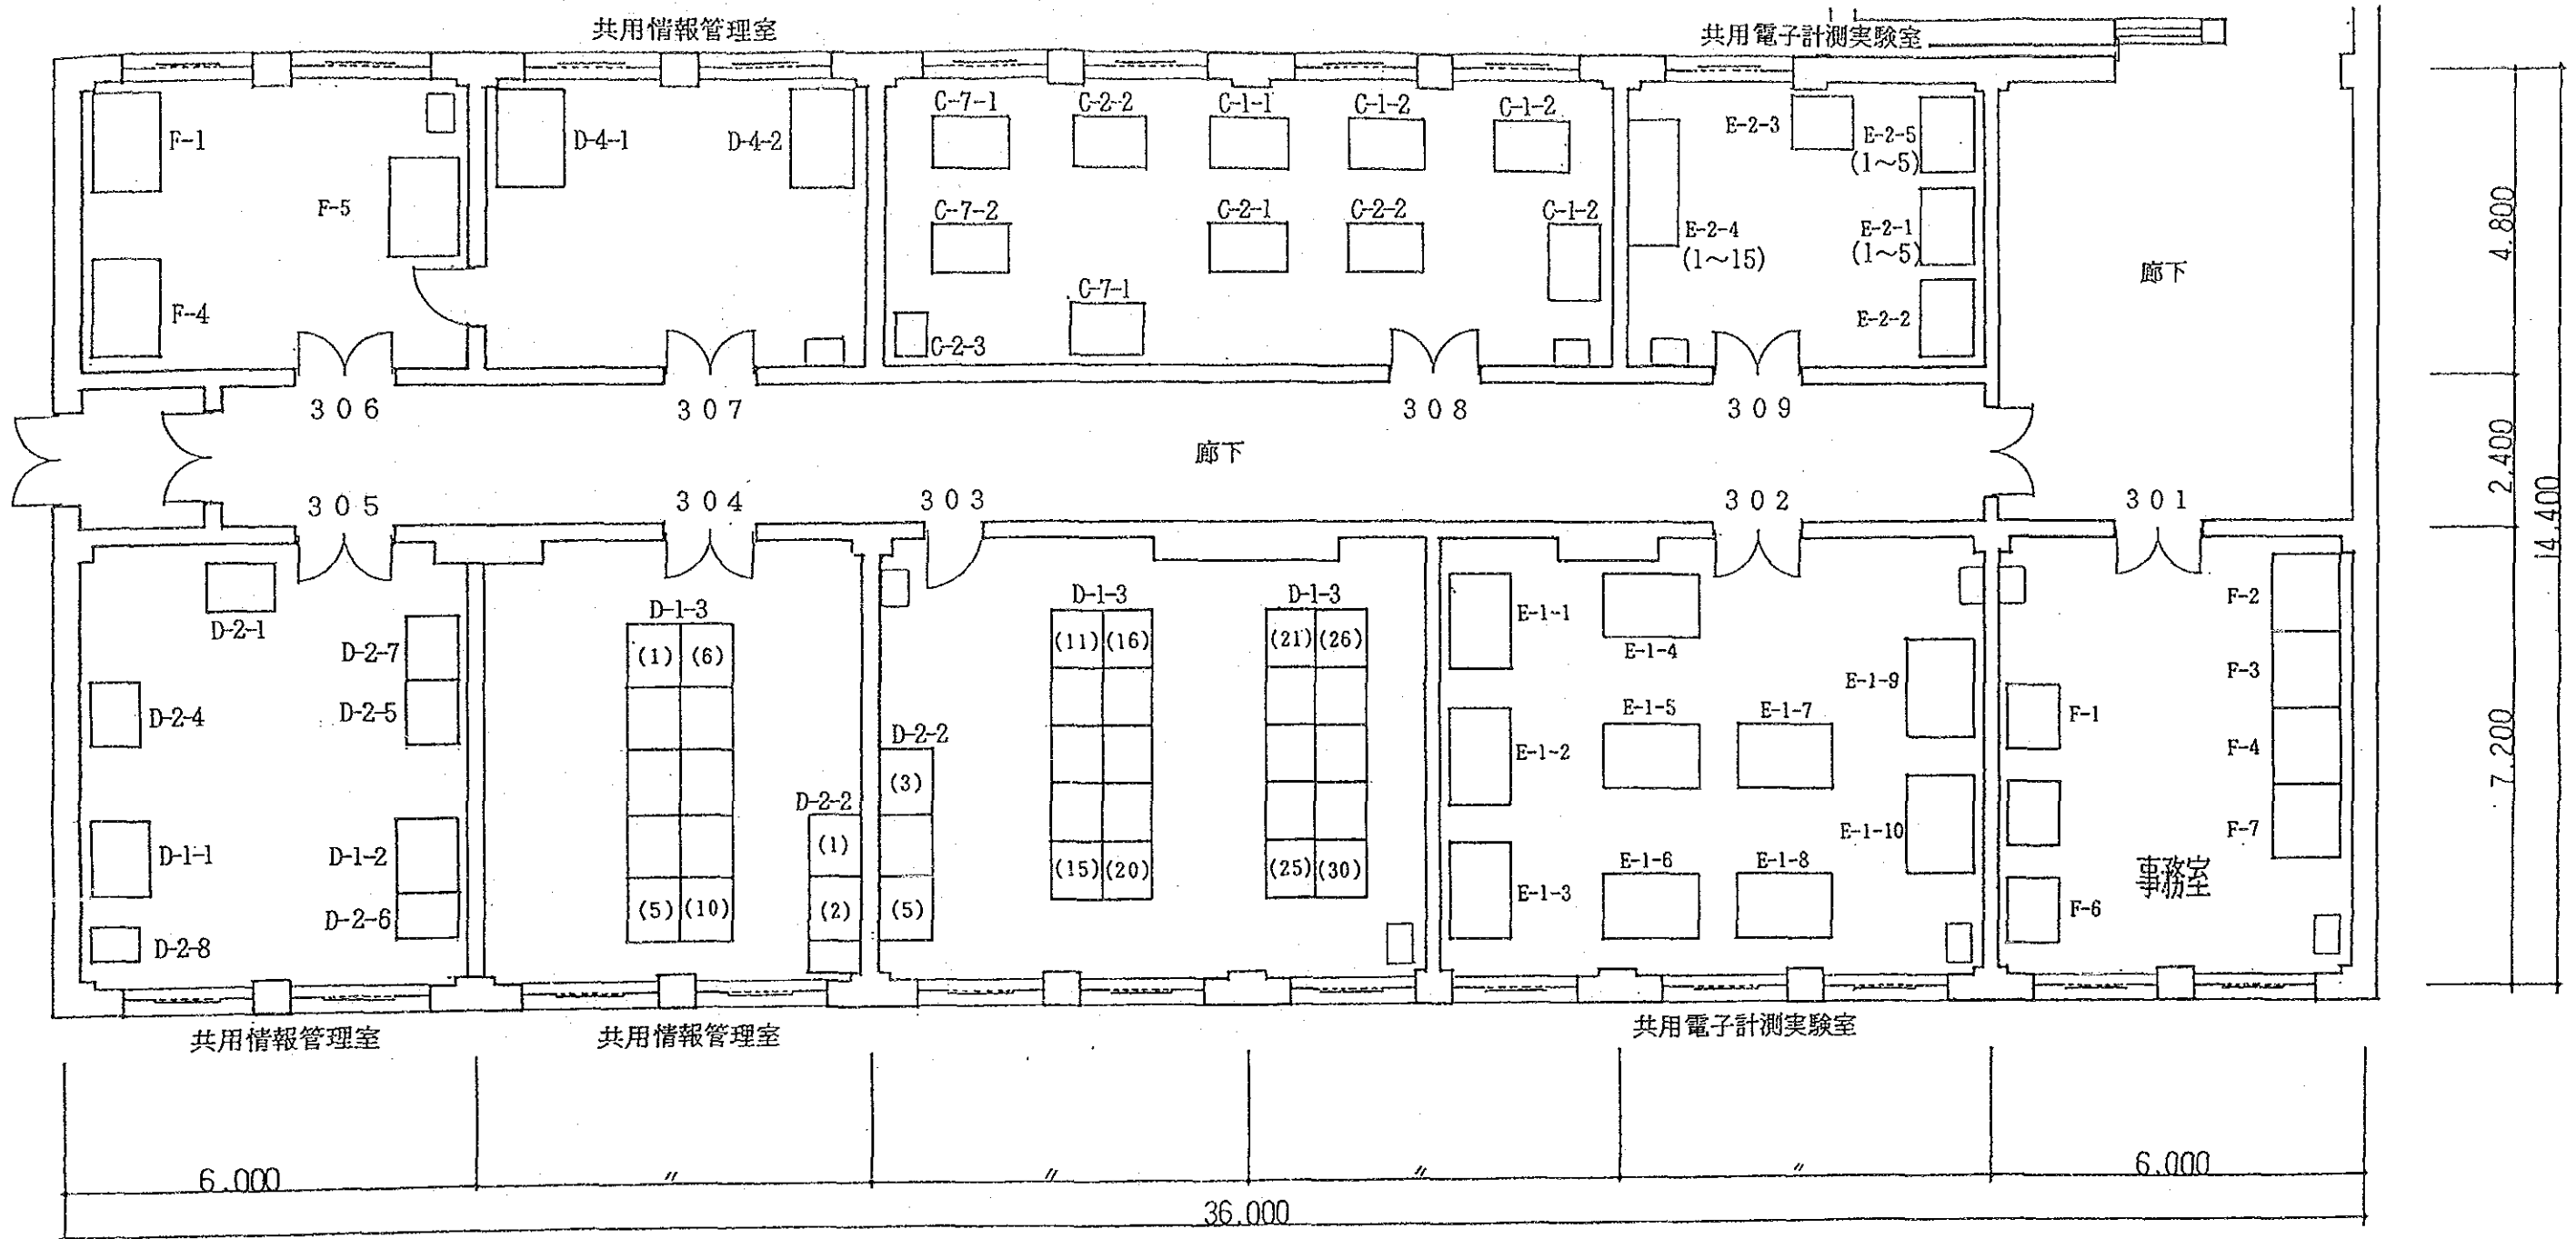 共用情報管理室
共用電子計測実験室
F-1
F-5
F-4
D-4-1
D-4-2
C-7-1
C-2-2
C-1-1
C-1-2
C-1-2
C-7-2
C-2-1
C-2-2
C-1-2
C-7-1
C-2-3
E-2-3
E-2-5
(1～5)
E-2-4
(1～15)
E-2-1
(1～5)
E-2-2
廊下
306
307
308
309
廊下
305
304
303
302
301
D-2-1
D-2-7
D-2-4
D-2-5
D-1-1
D-1-2
D-2-6
D-2-8
D-1-3
(1) (6)
(5) (10)
D-2-2
(1)
(2)
D-2-2
(3)
(5)
D-1-3
(11) (16)
(15) (20)
D-1-3
(21) (26)
(25) (30)
E-1-1
E-1-4
E-1-9
E-1-5
E-1-7
E-1-2
E-1-10
E-1-6
E-1-8
E-1-3
F-2
F-3
F-1
F-4
F-7
F-6
事務室
共用情報管理室
共用情報管理室
共用電子計測実験室
4.800
2.400
7.200
14.400
6.000 〃 〃 〃 〃 6.000
36.000